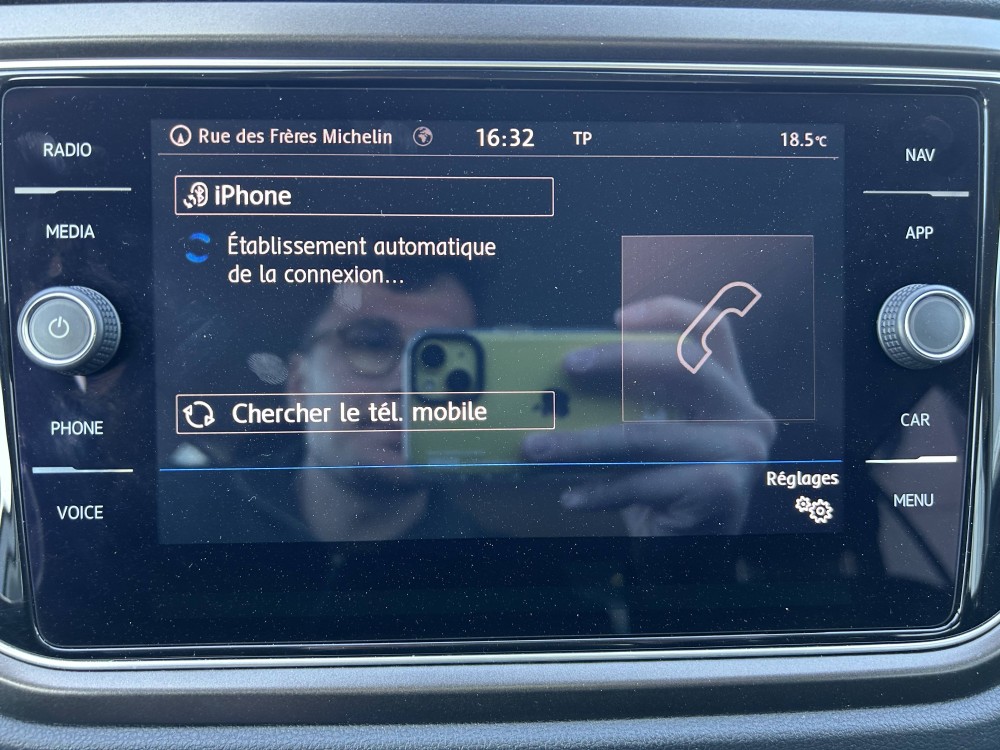 RADIO
MEDIA
PHONE
VOICE
Rue des Frères Michelin 16:32 TP 18.5°C
iPhone
Établissement automatique
de la connexion...
Chercher le tél. mobile
Réglages
NAV
APP
CAR
MENU